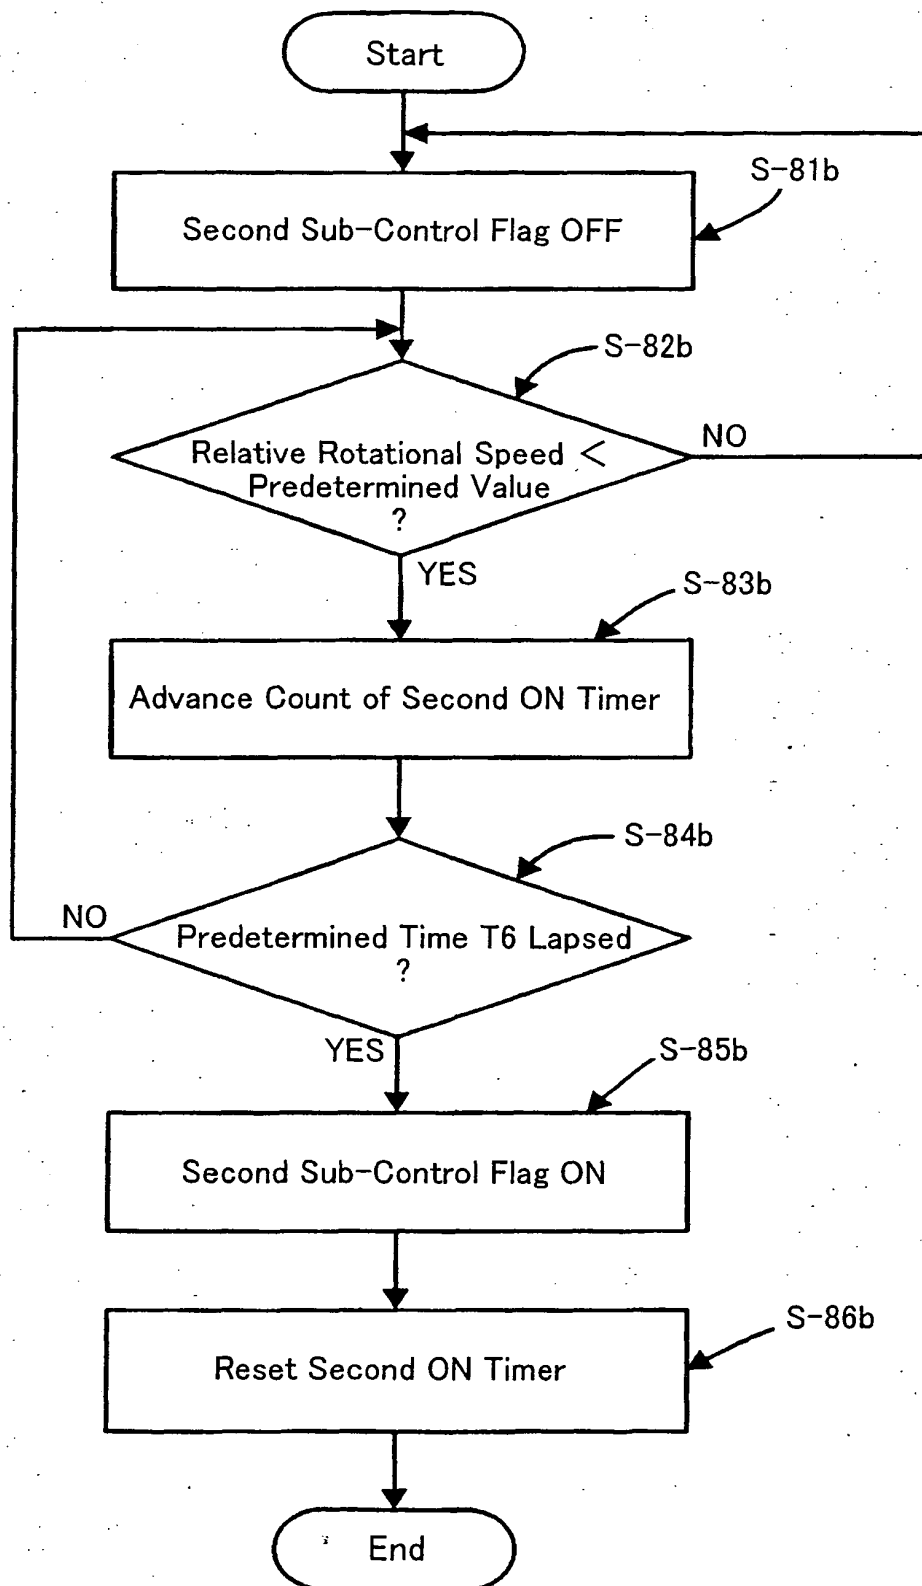 Start
S-81b
Second Sub-Control Flag OFF
S-82b
Relative Rotational Speed <
Predetermined Value
?
NO
YES
S-83b
Advance Count of Second ON Timer
S-84b
NO
Predetermined Time T6 Lapsed
?
YES
S-85b
Second Sub-Control Flag ON
S-86b
Reset Second ON Timer
End